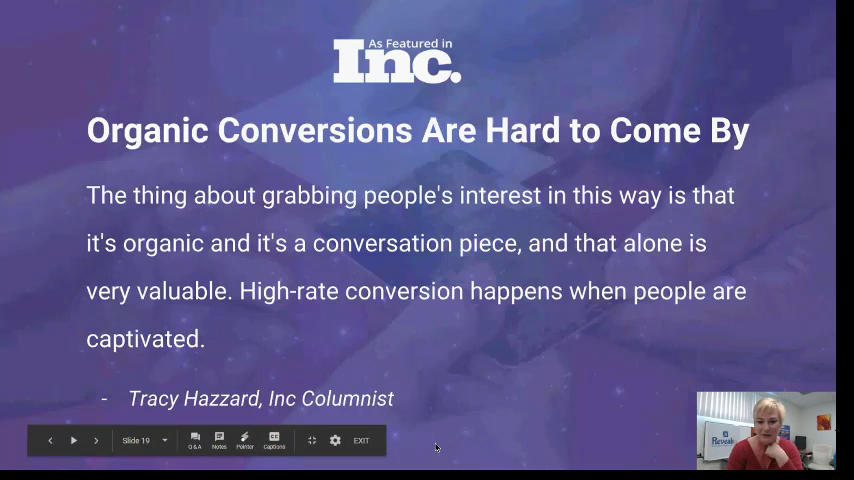 As Featured in
Inc.
Organic Conversions Are Hard to Come By
The thing about grabbing people's interest in this way is that
it's organic and it's a conversation piece, and that alone is
very valuable. High-rate conversion happens when people are
captivated.
- Tracy Hazzard, Inc Columnist
Slide 19
Q&A
Notes
Pointer
CC
Captions
EXIT